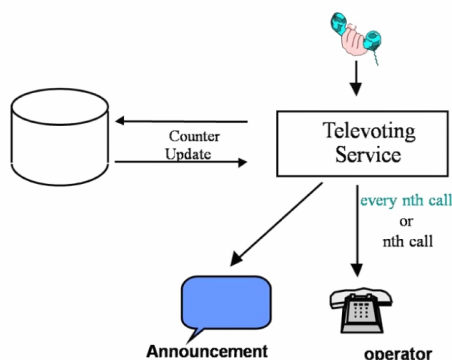 Televoting
Service
Counter
Update
every nth call
or
nth call
Announcement
operator